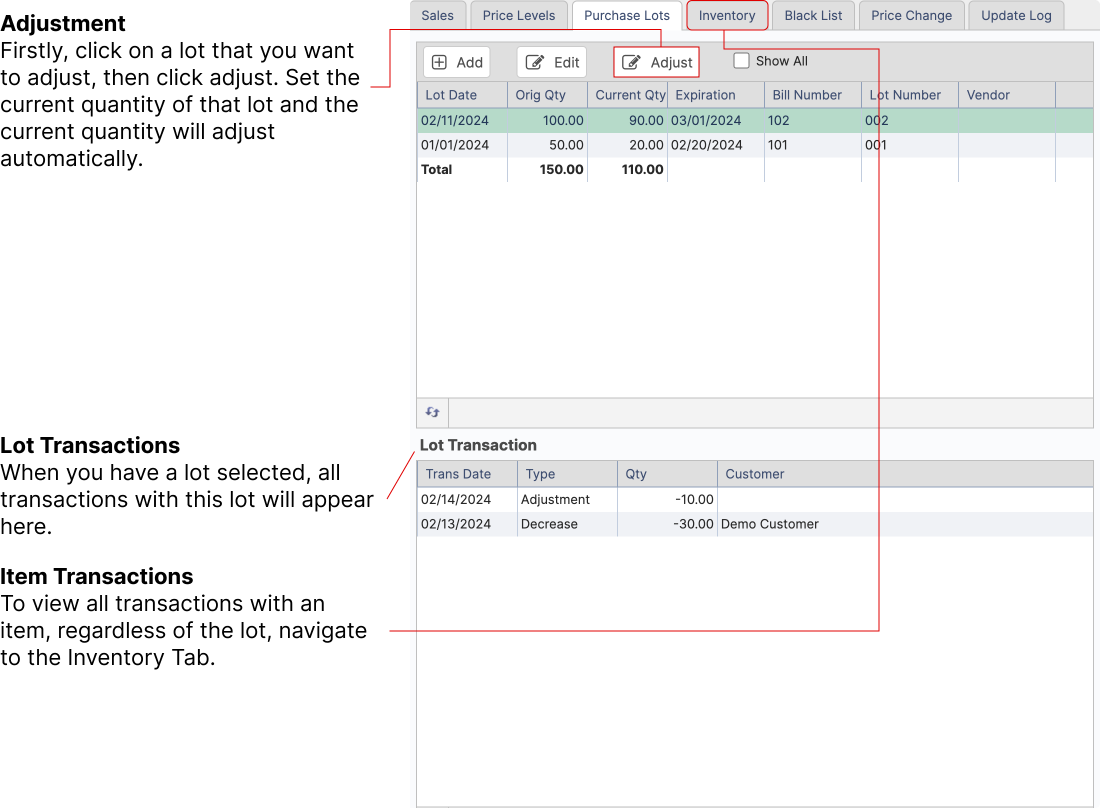 Adjustment
Firstly, click on a lot that you want
to adjust, then click adjust. Set the
current quantity of that lot and the
current quantity will adjust
automatically.
Lot Transactions
When you have a lot selected, all
transactions with this lot will appear
here.
Item Transactions
To view all transactions with an
item, regardless of the lot, navigate
to the Inventory Tab.
Sales Price Levels Purchase Lots Inventory Black List Price Change Update Log
Add Edit Adjust Show All
Lot Date Orig Qty Current Qty Expiration Bill Number Lot Number Vendor
02/11/2024 100.00 90.00 03/01/2024 102 002
01/01/2024 50.00 20.00 02/20/2024 101 001
Total 150.00 110.00
Lot Transaction
Trans Date Type Qty Customer
02/14/2024 Adjustment -10.00
02/13/2024 Decrease -30.00 Demo Customer